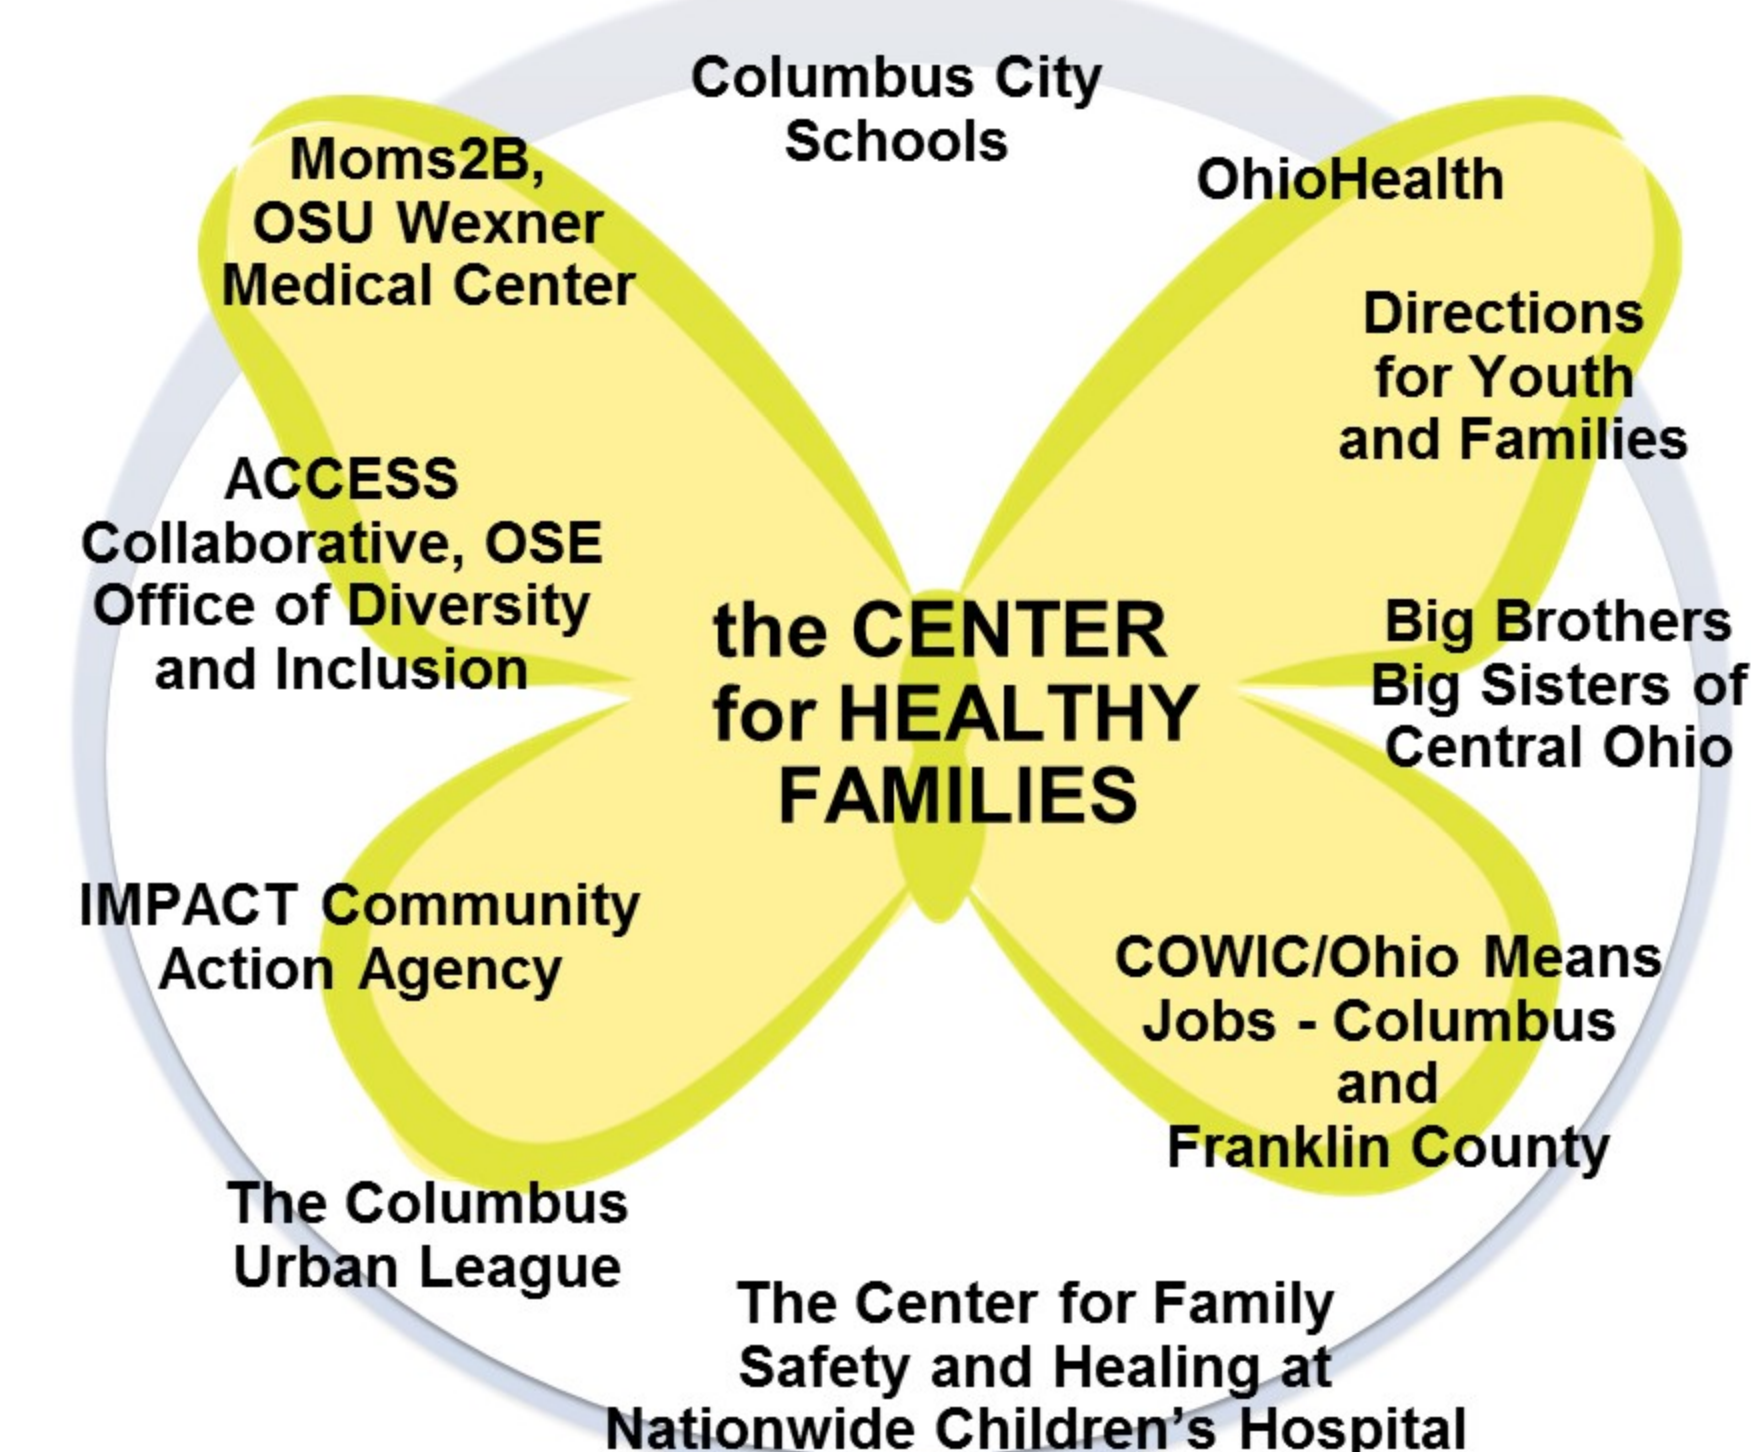 Columbus City
Schools
Moms2B,
OSU Wexner
Medical Center
OhioHealth
Directions
for Youth
and Families
ACCESS
Collaborative, OSE
Office of Diversity
and Inclusion
the CENTER
for HEALTHY
FAMILIES
Big Brothers
Big Sisters of
Central Ohio
IMPACT Community
Action Agency
COWIC/Ohio Means
Jobs - Columbus
and
Franklin County
The Columbus
Urban League
The Center for Family
Safety and Healing at
Nationwide Children’s Hospital